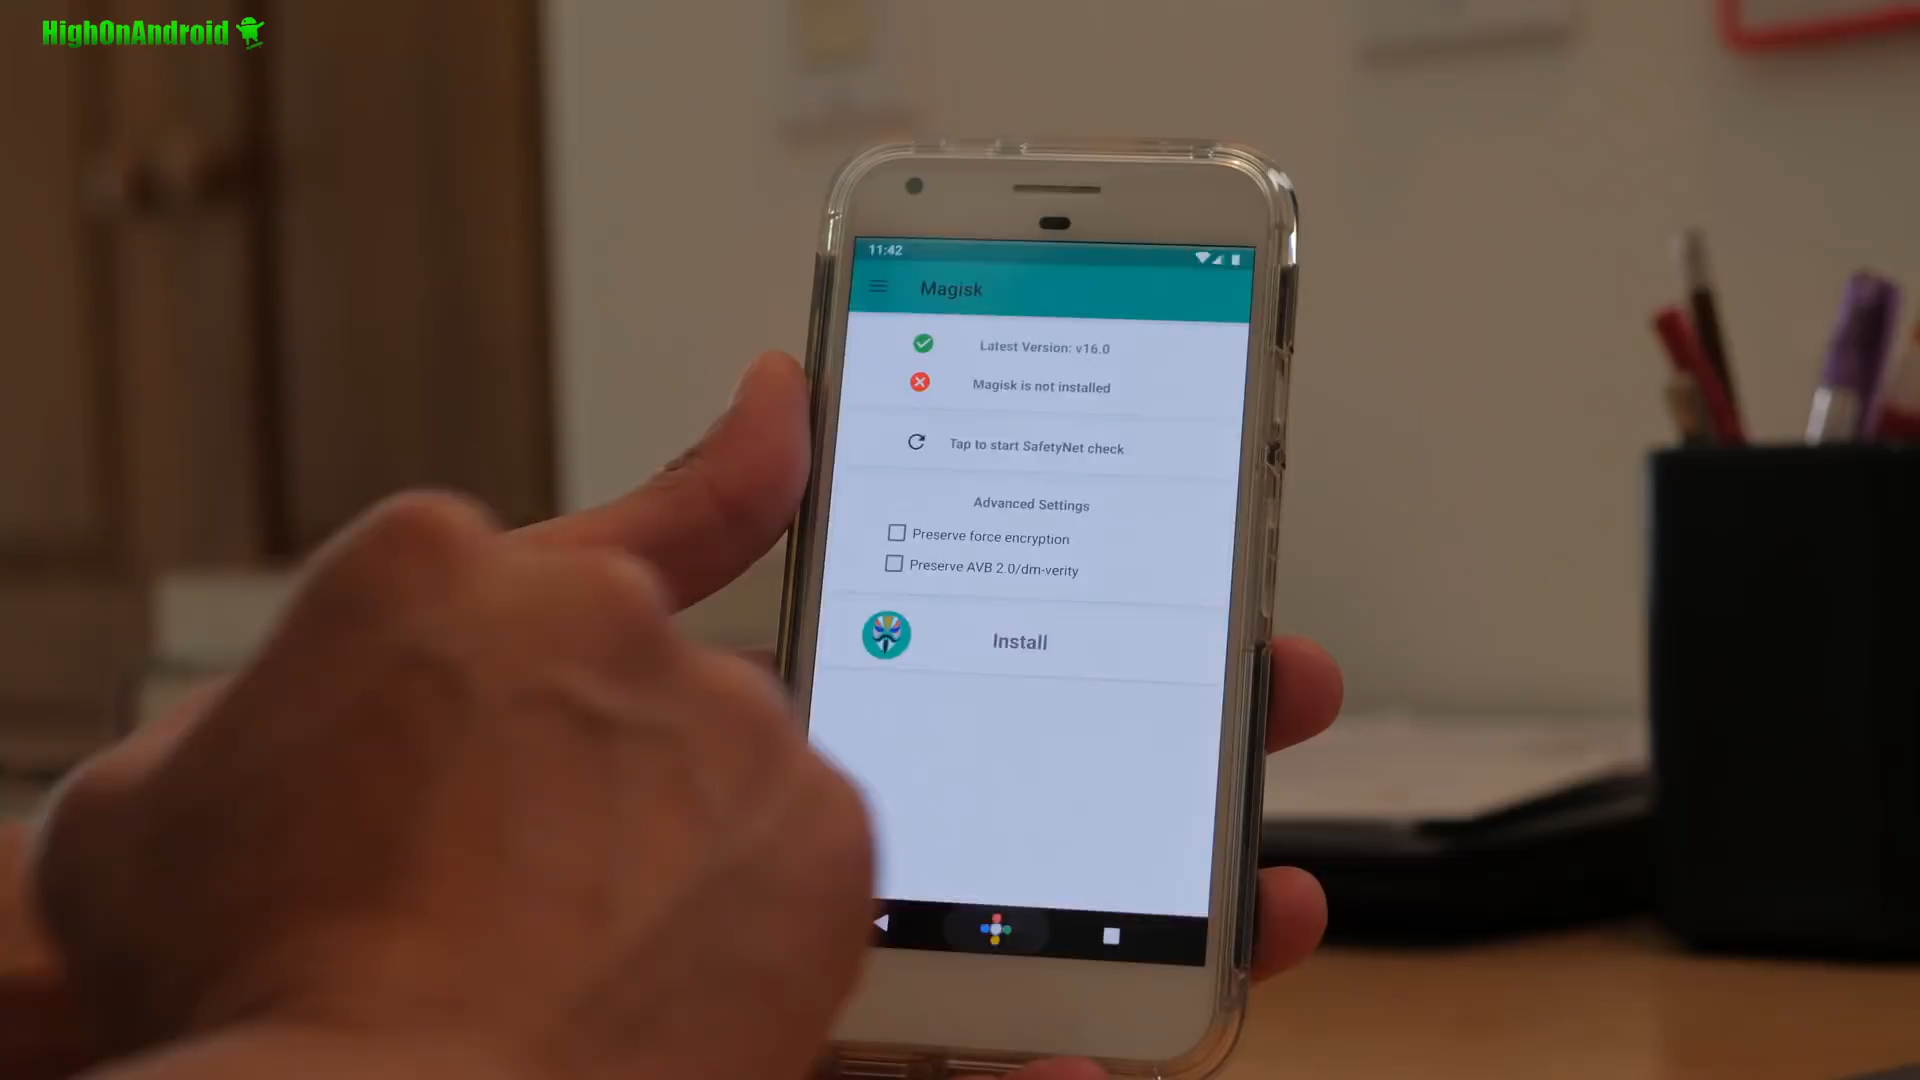 HighOnAndroid
11:42
Magisk
Latest Version: v16.0
Magisk is not installed
Tap to start SafetyNet check
Advanced Settings
Preserve force encryption
Preserve AVB 2.0/dm-verity
Install